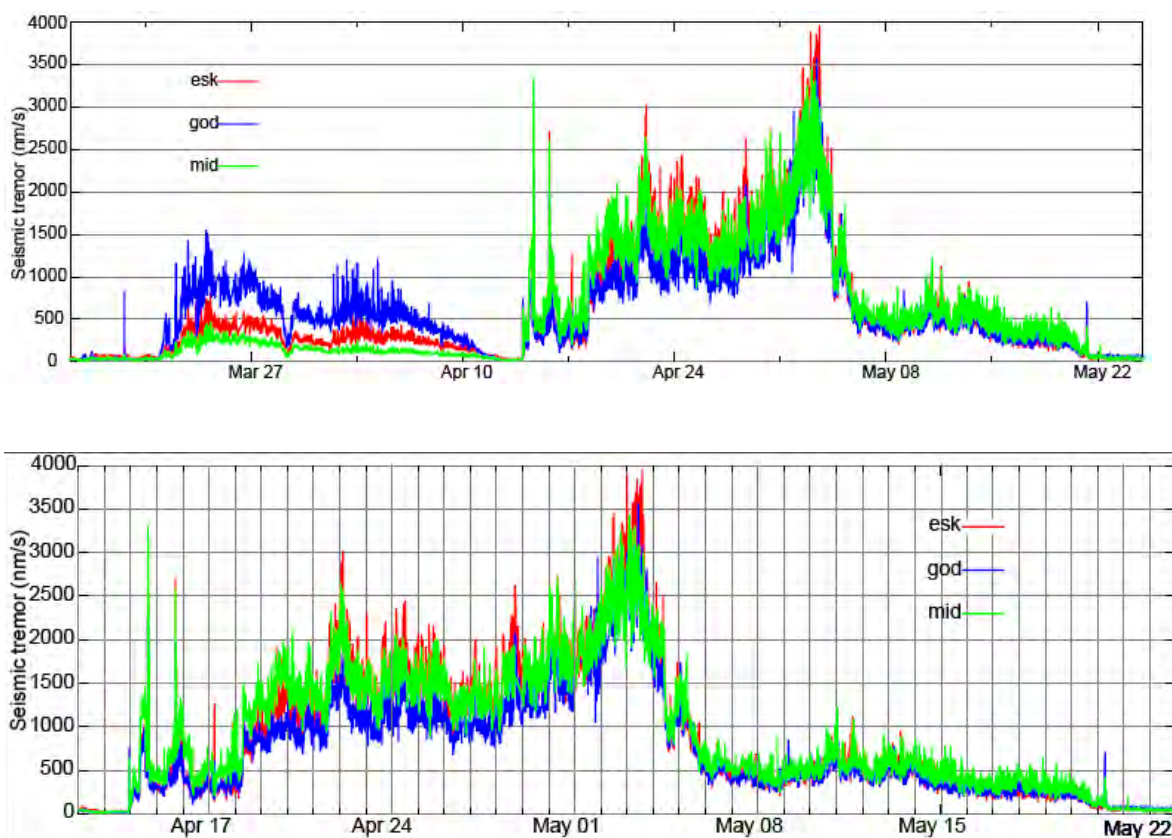 4000
3500
3000
2500
2000
1500
1000
500
0
Seismic tremor (nm/s)
esk
god
mid
Mar 27 Apr 10 Apr 24 May 08 May 22
4000
3500
3000
2500
2000
1500
1000
500
0
Seismic tremor (nm/s)
esk
god
mid
Apr 17 Apr 24 May 01 May 08 May 15 May 22